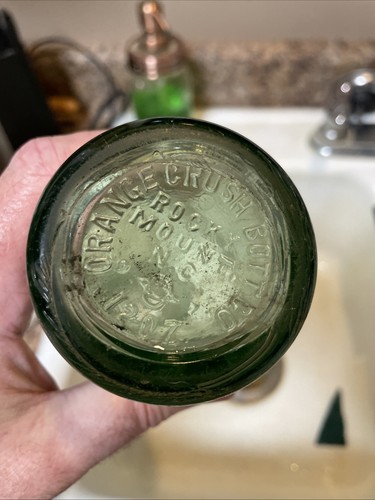 ORANGE CRUSH BOTT. CO.
ROCKY
MOUNT
N.C.